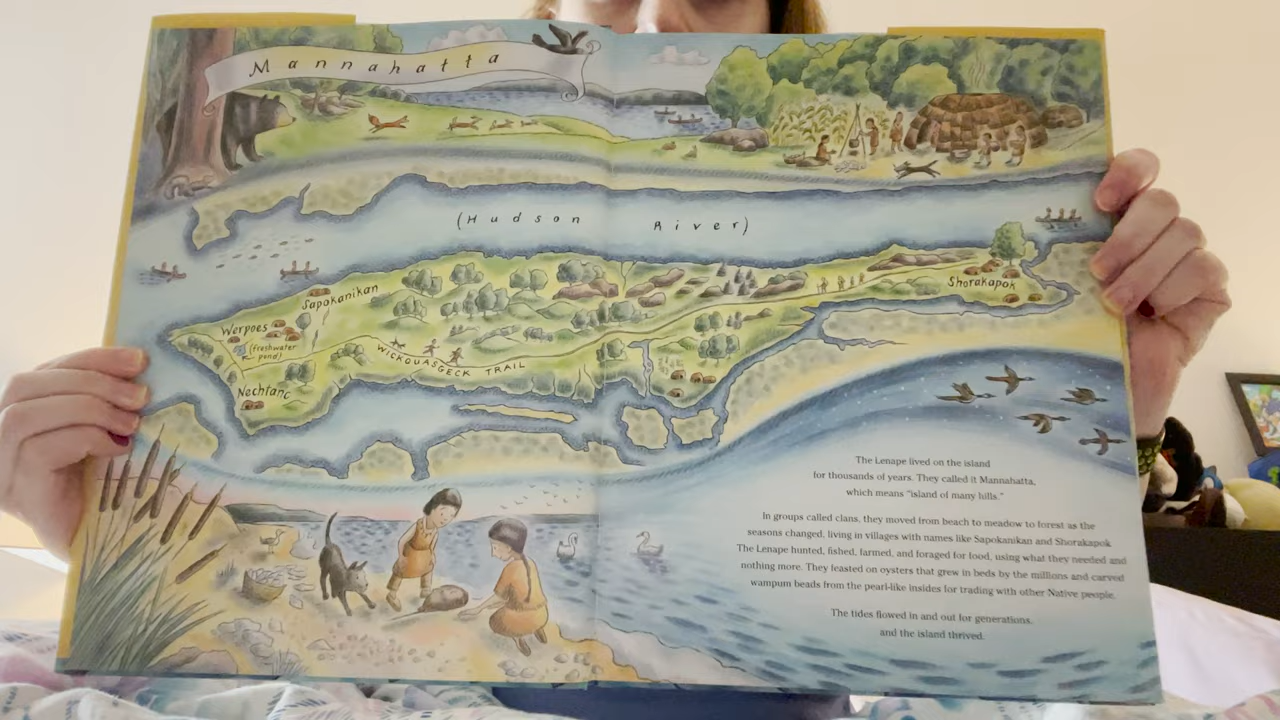 Mannahatta
(Hudson River)
Shorakapok
Sapokanikan
Werpoes
(freshwater
pond)
WICKQUASGECK TRAIL
Nechtanc
The Lenape lived on the island
for thousands of years. They called it Mannahatta,
which means "island of many hills."
In groups called clans, they moved from beach to meadow to forest as the
seasons changed, living in villages with names like Sapokanikan and Shorakapok.
The Lenape hunted, fished, farmed, and foraged for food, using what they needed and
nothing more. They feasted on oysters that grew in beds by the millions and carved
wampum beads from the pearl-like insides for trading with other Native people.
The tides flowed in and out for generations,
and the island thrived.